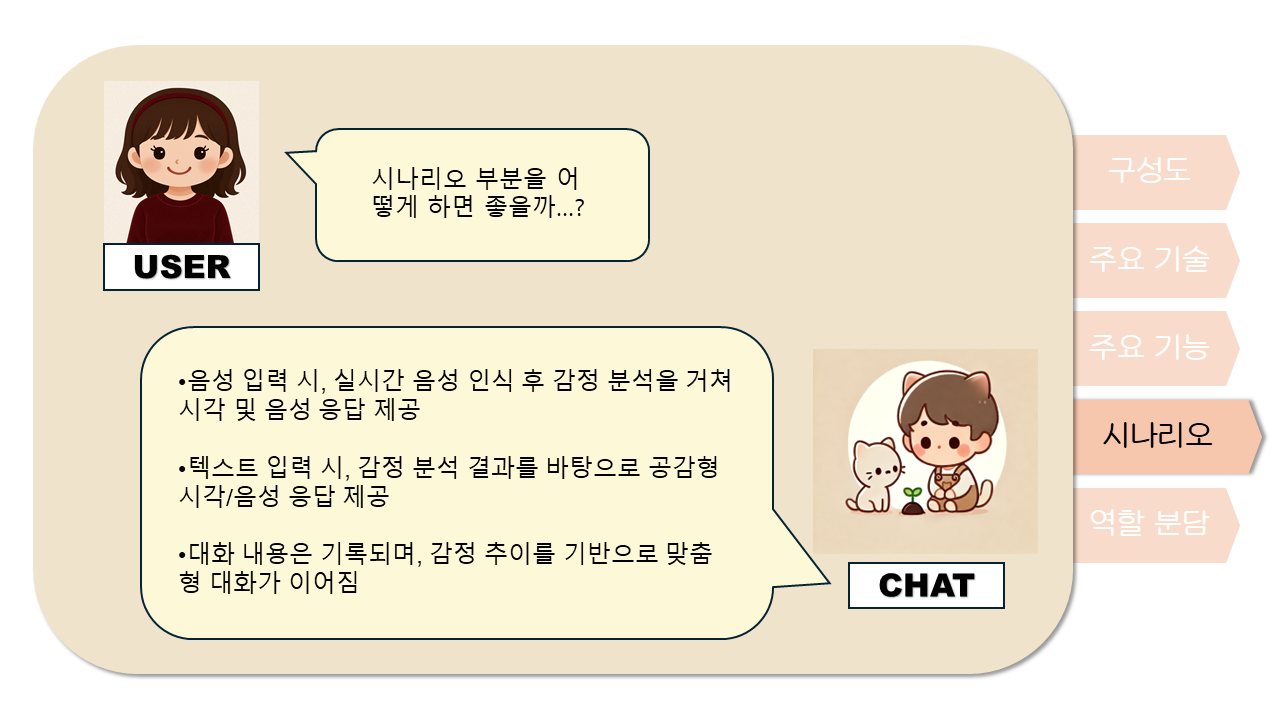 시나리오 부분을 어
떻게 하면 좋을까...?
USER
•음성 입력 시, 실시간 음성 인식 후 감정 분석을 거쳐
시각 및 음성 응답 제공
•텍스트 입력 시, 감정 분석 결과를 바탕으로 공감형
시각/음성 응답 제공
•대화 내용은 기록되며, 감정 추이를 기반으로 맞춤
형 대화가 이어짐
CHAT
구성도
주요 기술
주요 기능
시나리오
역할 분담